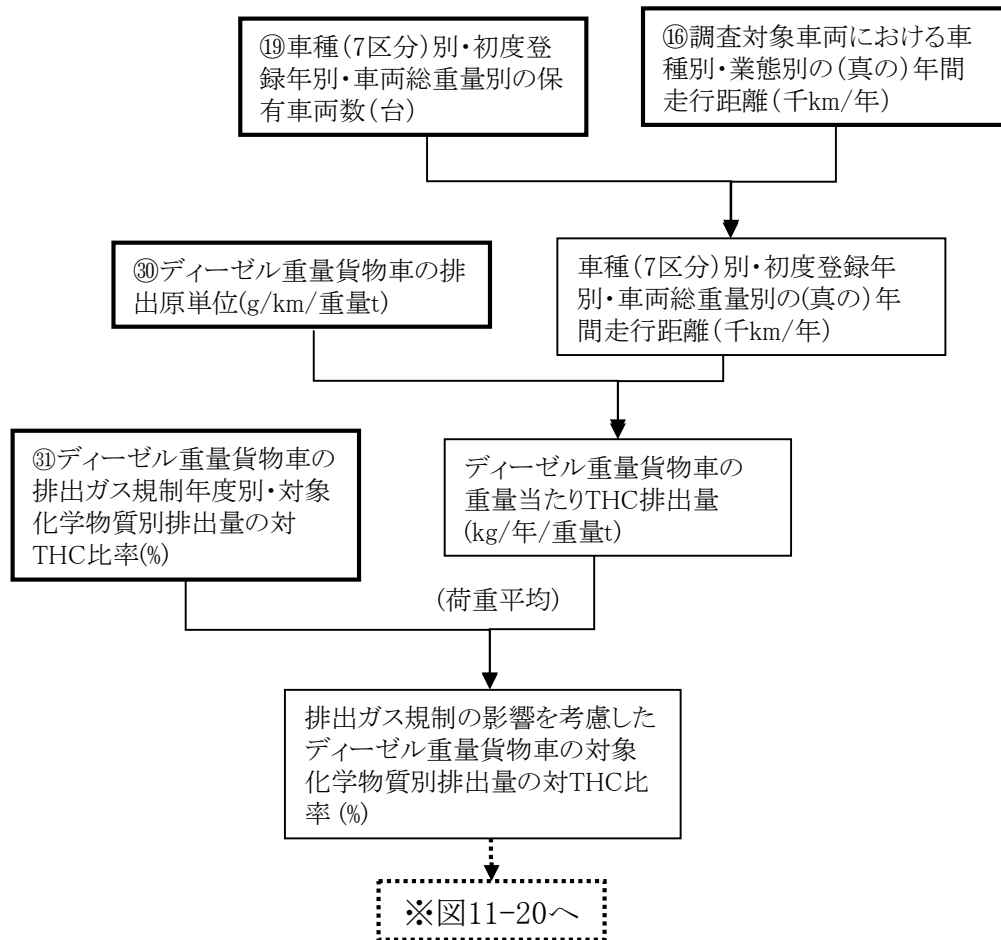 ⑲車種(7区分)別・初度登
録年別・車両総重量別の保
有車両数(台)
⑯調査対象車両における車
種別・業態別の(真の)年間
走行距離(千km/年)
㉚ディーゼル重量貨物車の排
出原単位(g/km/重量t)
車種(7区分)別・初度登録年
別・車両総重量別の(真の)年
間走行距離(千km/年)
㉛ディーゼル重量貨物車の
排出ガス規制年度別・対象
化学物質別排出量の対
THC比率(%)
ディーゼル重量貨物車の
重量当たりTHC排出量
(kg/年/重量t)
(荷重平均)
排出ガス規制の影響を考慮した
ディーゼル重量貨物車の対象
化学物質別排出量の対THC比
率 (%)
※図11-20へ